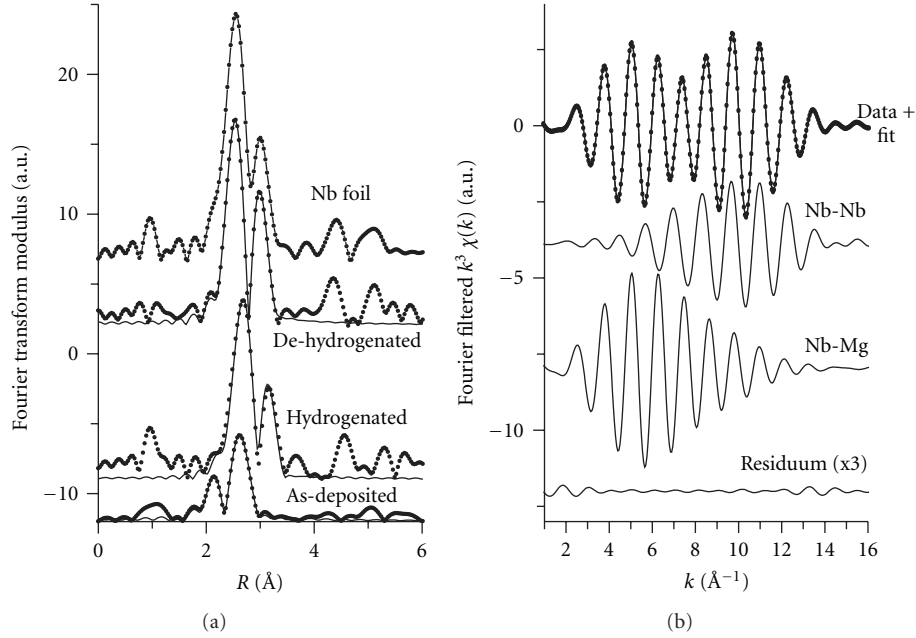 20
10
0
−10
Fourier transform modulus (a.u.)
Nb foil
De-hydrogenated
Hydrogenated
As-deposited
0 2 4 6
R (Å)
(a)
0
−5
−10
Fourier filtered k³ χ(k) (a.u.)
Data +
fit
Nb-Nb
Nb-Mg
Residuum (x3)
2 4 6 8 10 12 14 16
k (Å⁻¹)
(b)